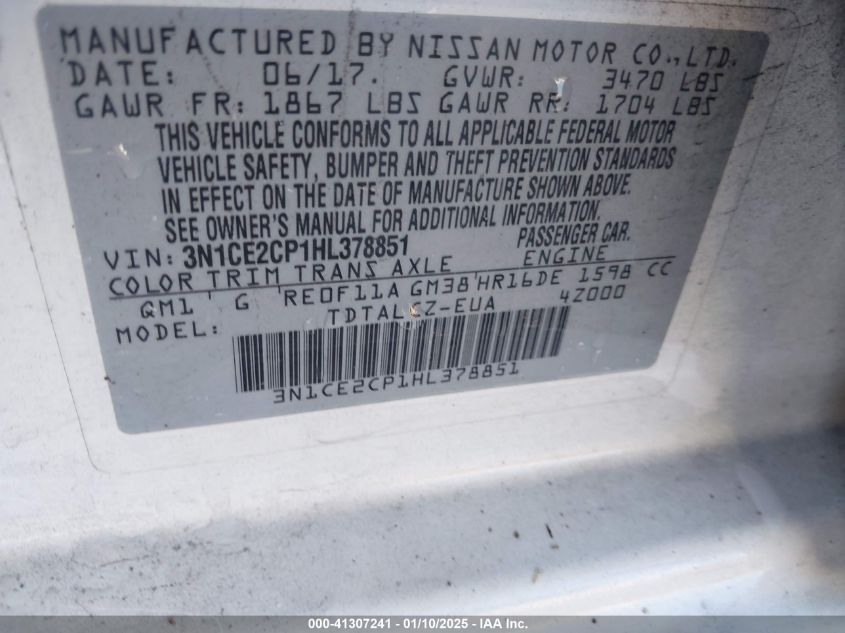 MANUFACTURED BY NISSAN MOTOR CO., LTD.
DATE: 06/17. GVWR: 3470 LBS
GAWR FR: 1867 LBS GAWR RR: 1704 LBS
THIS VEHICLE CONFORMS TO ALL APPLICABLE FEDERAL MOTOR
VEHICLE SAFETY, BUMPER AND THEFT PREVENTION STANDARDS
IN EFFECT ON THE DATE OF MANUFACTURE SHOWN ABOVE.
SEE OWNER'S MANUAL FOR ADDITIONAL INFORMATION.
VIN: 3N1CE2CP1HL378851 PASSENGER CAR.
COLOR TRIM TRANS AXLE ENGINE
QM1 G RE0F11A GM38 HR16DE 1598 CC
MODEL: TDTALCZ-EUA 4Z000
3N1CE2CP1HL378851
000-41307241 - 01/10/2025 - IAA Inc.